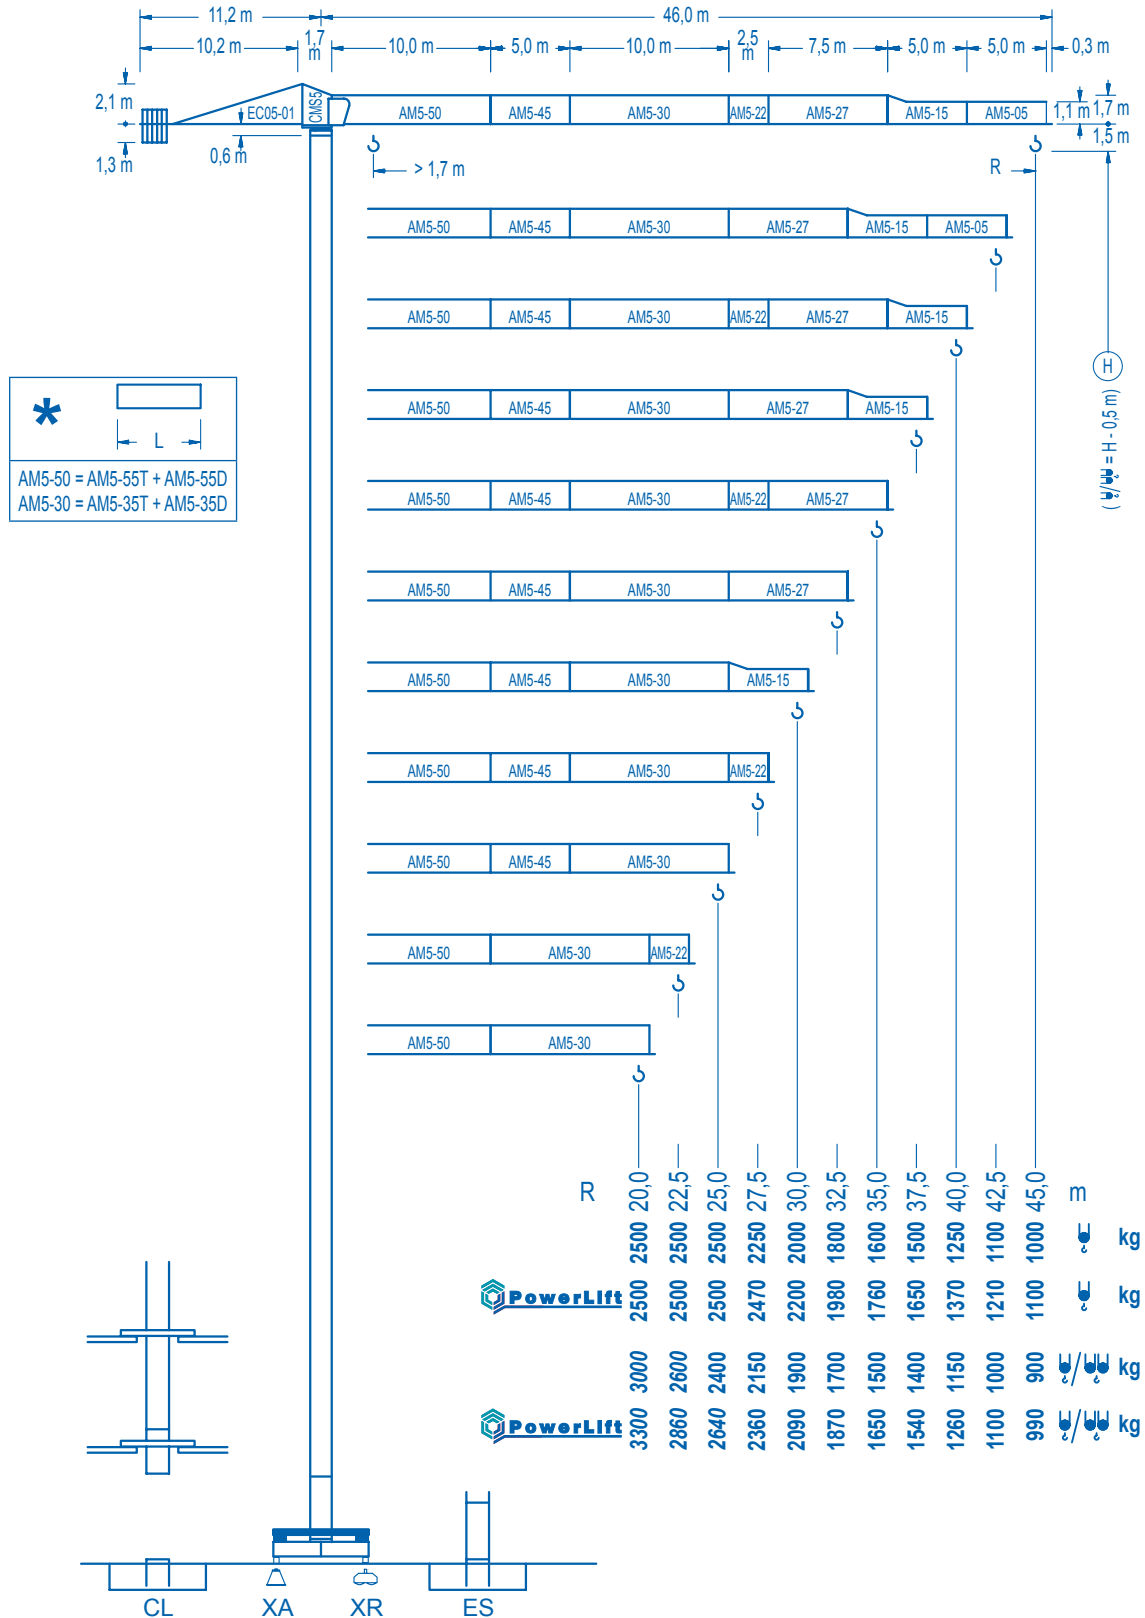 11,2 m 46,0 m
10,2 m 1,7 m 10,0 m 5,0 m 10,0 m 2,5 m 7,5 m 5,0 m 5,0 m 0,3 m
2,1 m EC05-01 CMS5 AM5-50 AM5-45 AM5-30 AM5-22 AM5-27 AM5-15 AM5-05 1,1 m 1,7 m
1,3 m 0,6 m > 1,7 m R 1,5 m
AM5-50 AM5-45 AM5-30 AM5-27 AM5-15 AM5-05
AM5-50 AM5-45 AM5-30 AM5-22 AM5-27 AM5-15
H
( / = H - 0,5 m)
AM5-50 AM5-45 AM5-30 AM5-27 AM5-15
* L
AM5-50 = AM5-55T + AM5-55D
AM5-30 = AM5-35T + AM5-35D
AM5-50 AM5-45 AM5-30 AM5-22 AM5-27
AM5-50 AM5-45 AM5-30 AM5-27
AM5-50 AM5-45 AM5-30 AM5-15
AM5-50 AM5-45 AM5-30 AM5-22
AM5-50 AM5-45 AM5-30
AM5-50 AM5-30 AM5-22
AM5-50 AM5-30
R 20,0 22,5 25,0 27,5 30,0 32,5 35,0 37,5 40,0 42,5 45,0 m
2500 2500 2500 2250 2000 1800 1600 1500 1250 1100 1000 kg
PowerLift 2500 2500 2500 2470 2200 1980 1760 1650 1370 1210 1100 kg
3000 2600 2400 2150 1900 1700 1500 1400 1150 1000 900 / kg
PowerLift 3300 2860 2640 2360 2090 1870 1650 1540 1260 1100 990 / kg
CL XA XR ES